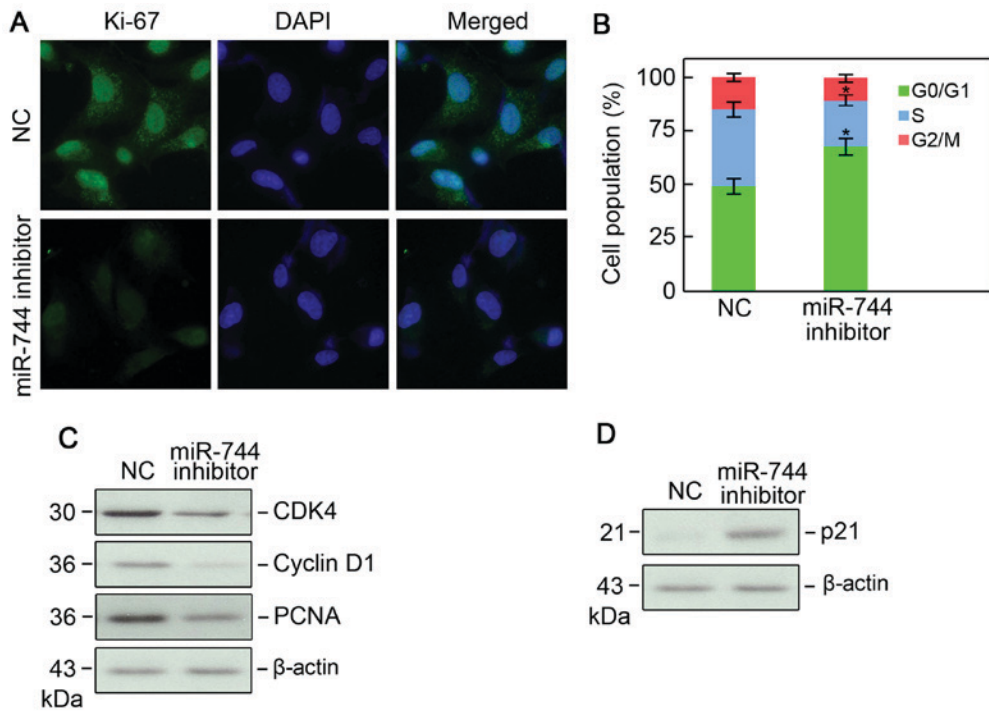 A
Ki-67
DAPI
Merged
NC
miR-744 inhibitor
B
Cell population (%)
100
75
50
25
0
*
*
NC
miR-744
inhibitor
G0/G1
S
G2/M
C
NC
miR-744
inhibitor
30
CDK4
36
Cyclin D1
36
PCNA
43
β-actin
kDa
D
NC
miR-744
inhibitor
21
p21
43
β-actin
kDa